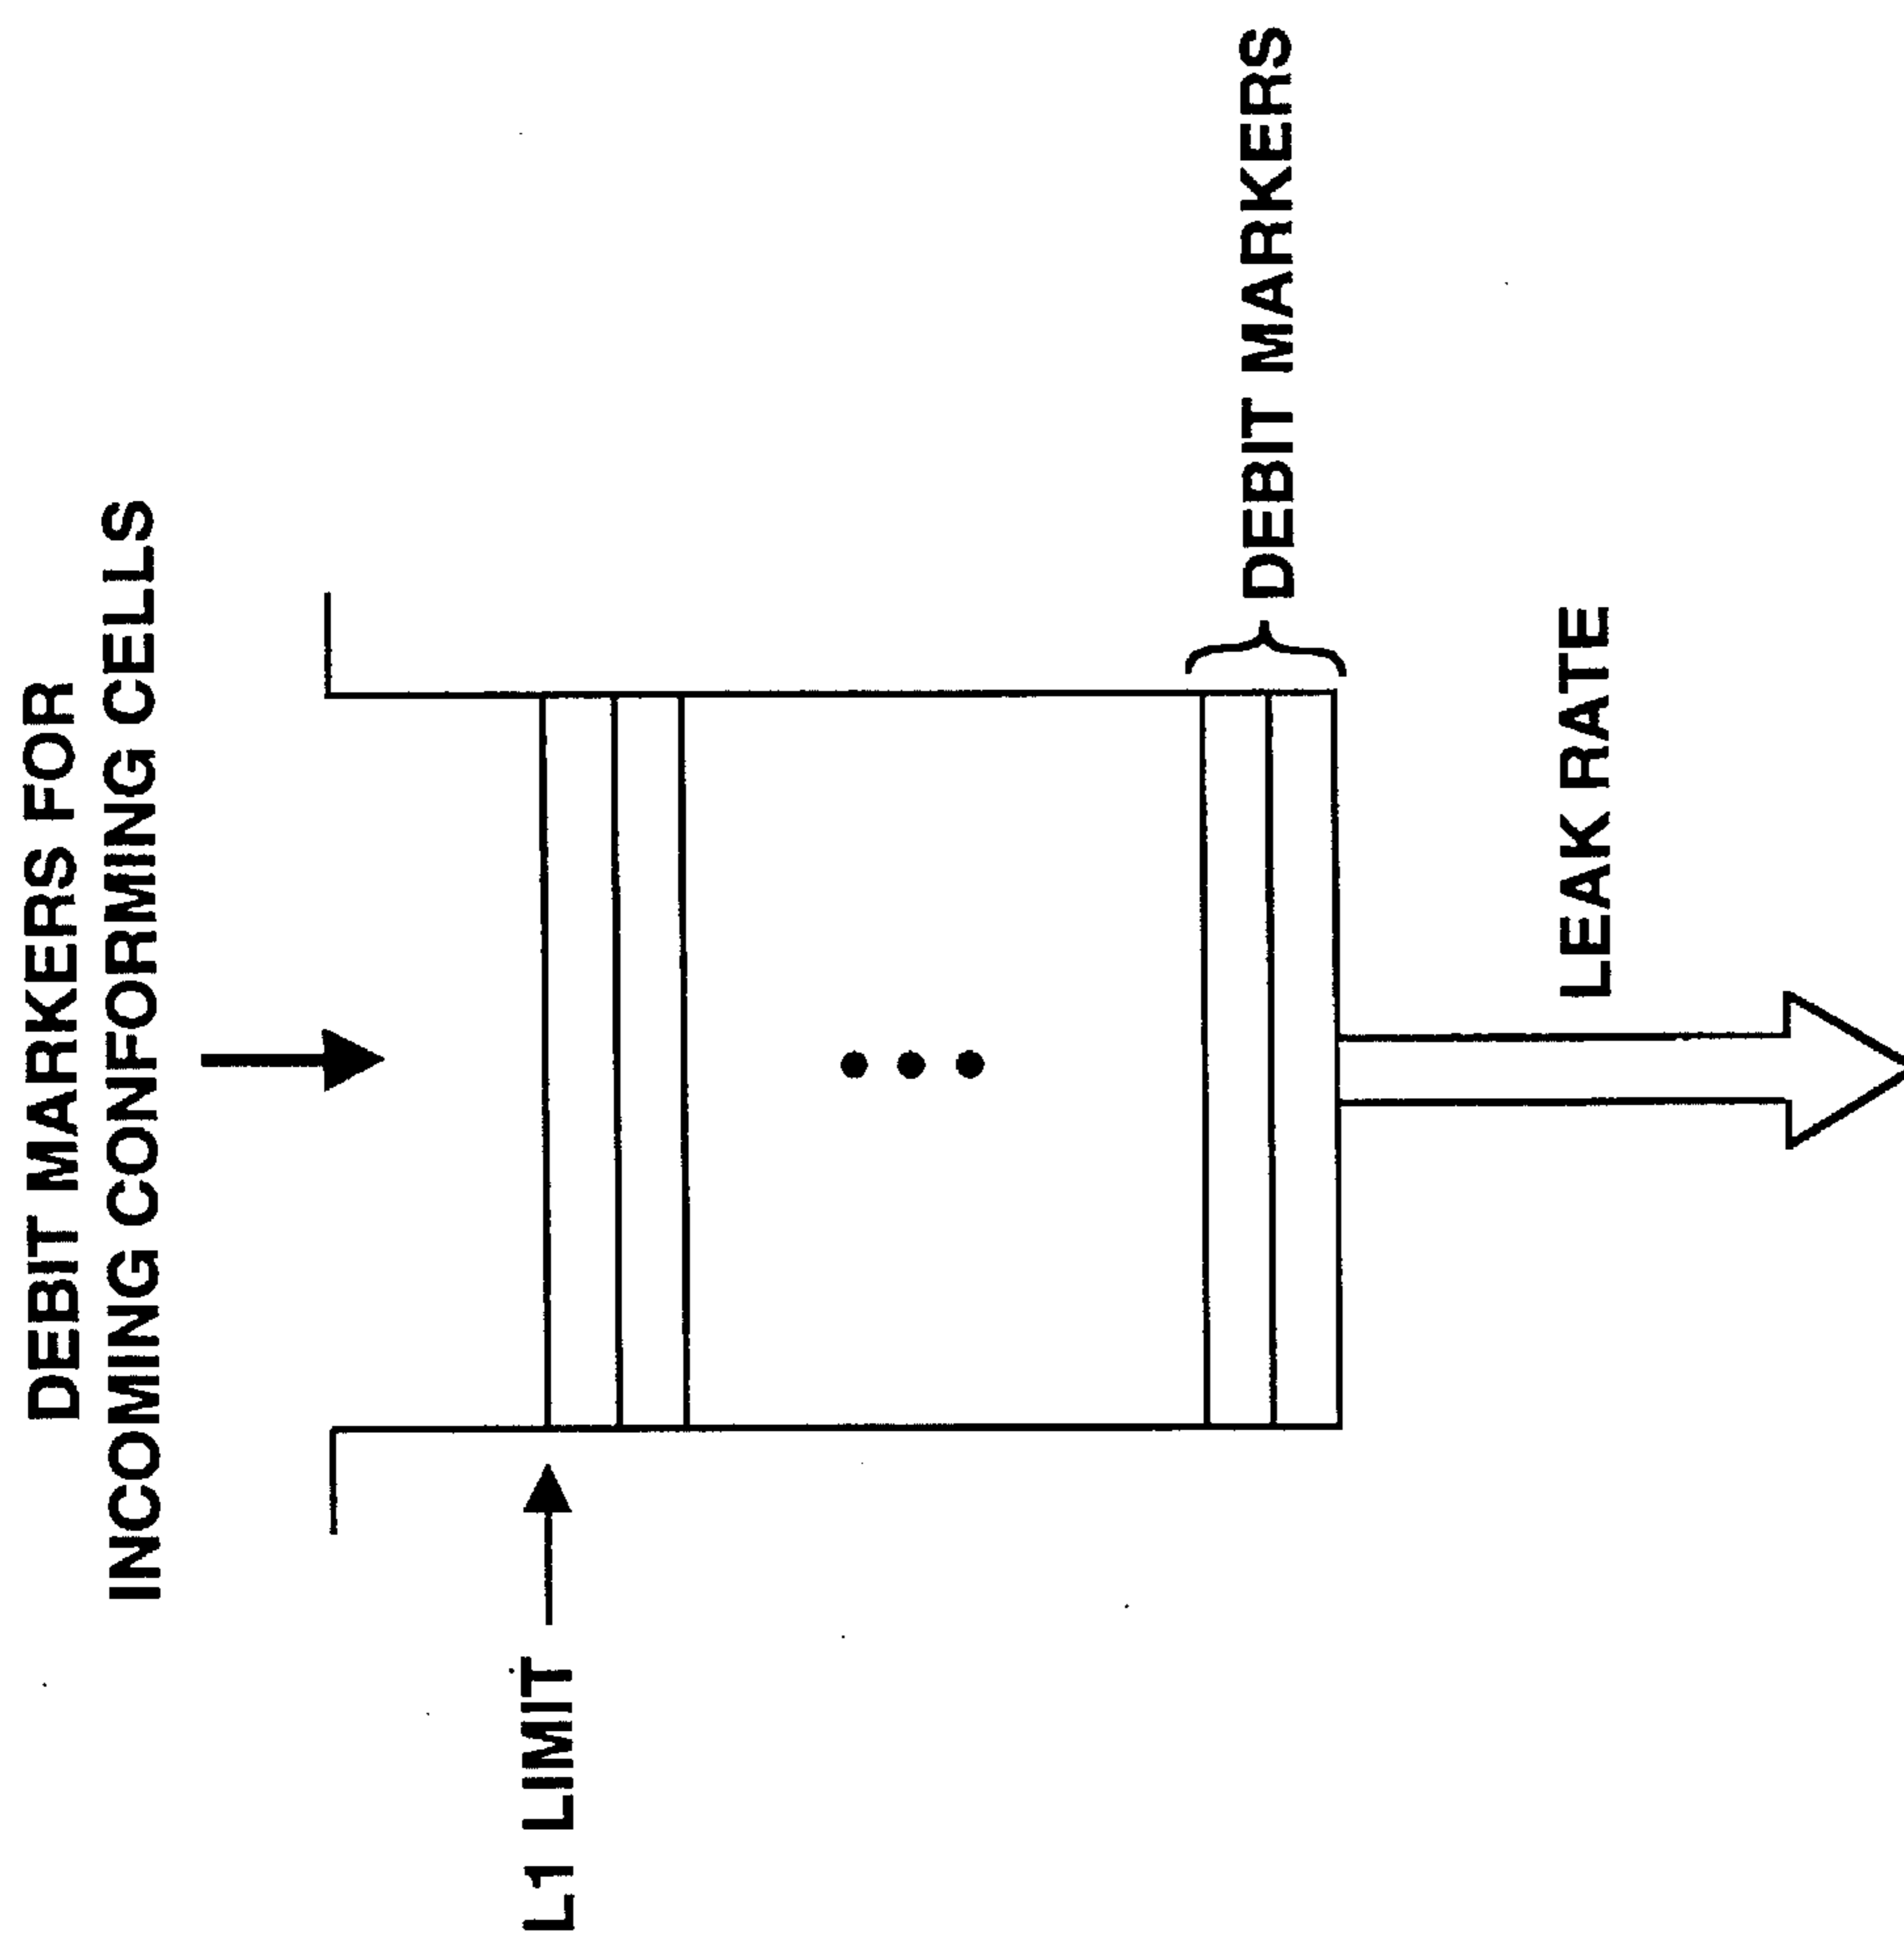 DEBIT MARKERS FOR
INCOMING CONFORMING CELLS
L1 LIMIT
DEBIT MARKERS
LEAK RATE